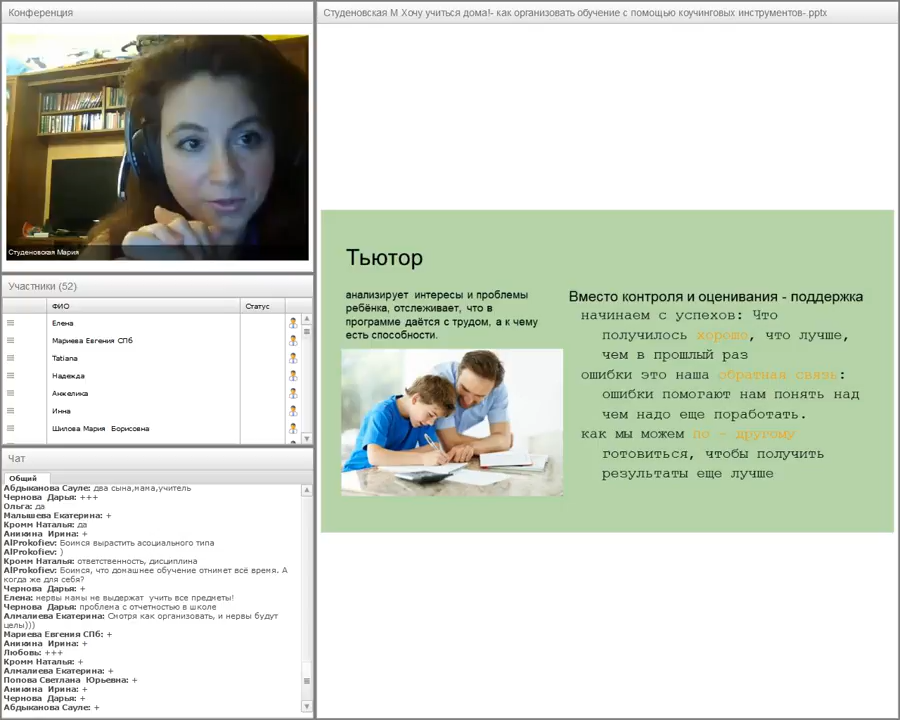 Конференция
Студеновская Мария
Участники (52)
ФИО
Статус
Елена
Мариева Евгения СПб
Tatiana
Надежда
Анжелика
Инна
Шилова Мария Борисовна
Чат
Общий
Абдыканова Сауле: два сына,мама,учитель
Чернова Дарья: +++
Ольга: да
Малышева Екатерина: +
Кромм Наталья: да
Аникина Ирина: +
AlProkofiev: Боимся вырастить асоциального типа
AlProkofiev: )
Кромм Наталья: ответственность, дисциплина
AlProkofiev: Боимся, что домашнее обучение отнимет всё время. А
когда же для себя?
Чернова Дарья: +
Елена: нервы мамы не выдержат учить все предметы!
Чернова Дарья: проблема с отчетностью в школе
Алмалиева Екатерина: Смотря как организовать, и нервы будут
целы)))
Мариева Евгения СПб: +
Аникина Ирина: +
Любовь: +++
Кромм Наталья: +
Алмалиева Екатерина: +
Попова Светлана Юрьевна: +
Аникина Ирина: +
Чернова Дарья: +
Абдыканова Сауле: +
Студеновская М Хочу учиться дома!- как организовать обучение с помощью коучинговых инструментов-.pptx
Тьютор
анализирует интересы и проблемы
ребёнка, отслеживает, что в
программе даётся с трудом, а к чему
есть способности.
Вместо контроля и оценивания - поддержка
начинаем с успехов: Что
получилось хорошо, что лучше,
чем в прошлый раз
ошибки это наша обратная связь:
ошибки помогают нам понять над
чем надо еще поработать.
как мы можем по - другому
готовиться, чтобы получить
результаты еще лучше